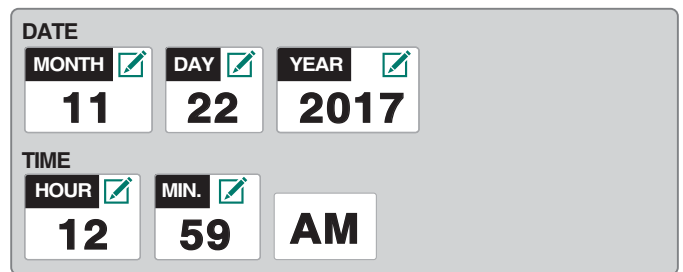 DATE
MONTH DAY YEAR
11 22 2017
TIME
HOUR MIN.
12 59 AM